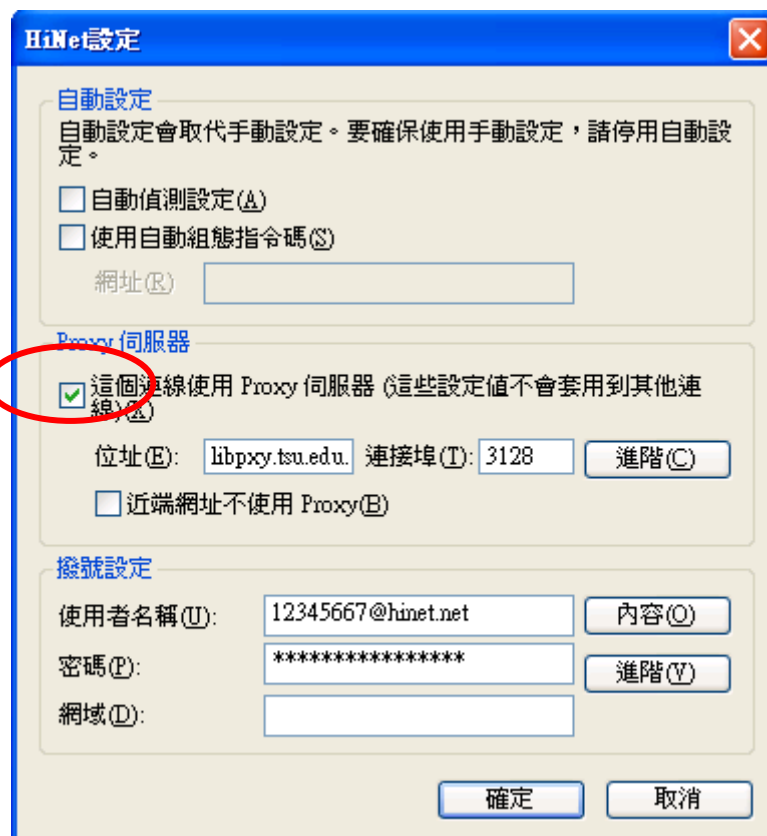 HiNet設定
自動設定
自動設定會取代手動設定。要確保使用手動設定，請停用自動設
定。
自動偵測設定(A)
使用自動組態指令碼(S)
網址(R)
Proxy 伺服器
這個連線使用 Proxy 伺服器 (這些設定值不會套用到其他連
線)(X)
位址(E): libpxy.tsu.edu. 連接埠(T): 3128 進階(C)
近端網址不使用 Proxy(B)
撥號設定
使用者名稱(U): 12345667@hinet.net 內容(O)
密碼(P): *************** 進階(V)
網域(D):
確定 取消